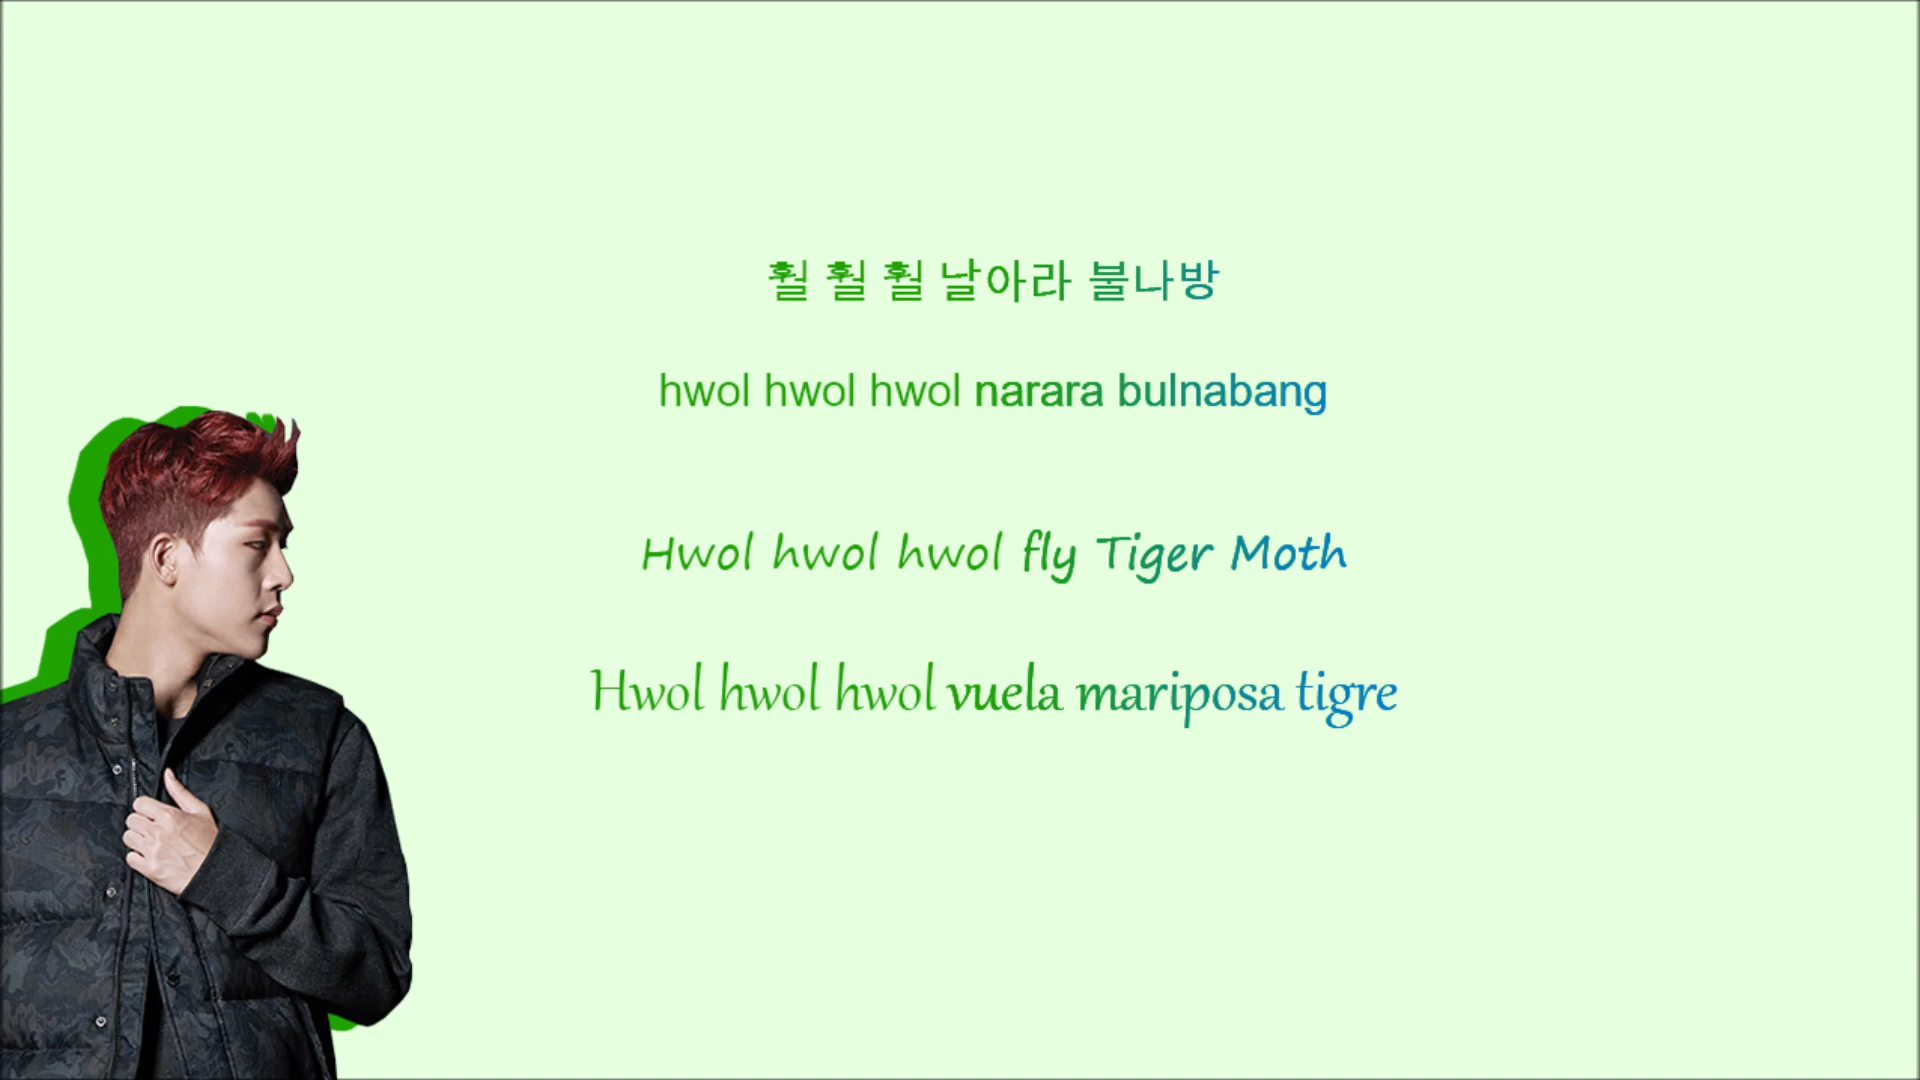 훨 훨 훨 날아라 불나방
hwol hwol hwol narara bulnabang
Hwol hwol hwol fly Tiger Moth
Hwol hwol hwol vuela mariposa tigre